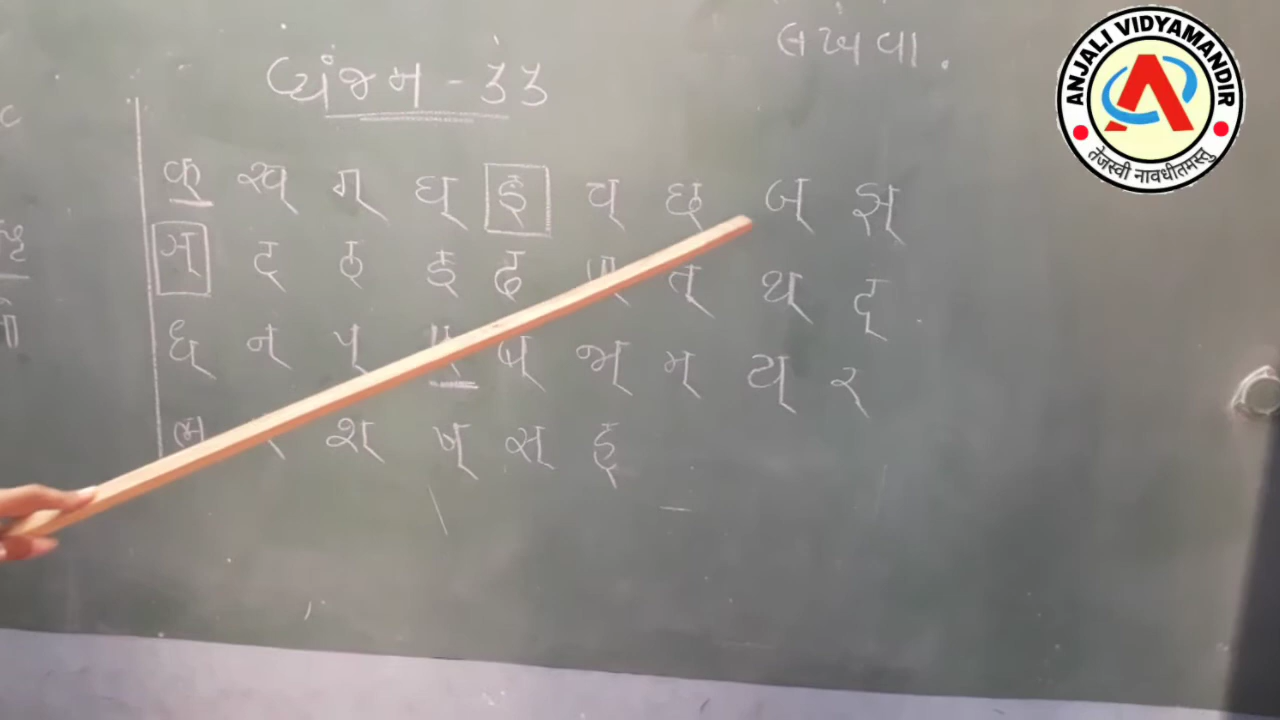 લખવા.
ANJALI VIDYAMANDIR
तेजस्वी नावधीतमस्तु
વ્યંજન - ૩૩
क् ख् ग् घ् ङ् च् छ् ज् झ्
ञ् ट् ठ् ड् ढ् त् थ् द्
ध् न् प् ब् भ् म् य् र्
ल् श् ष् स् ह्